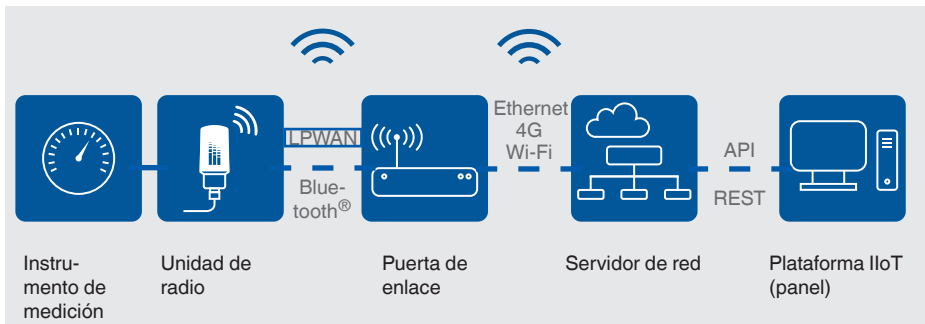 LPWAN
Blue-
tooth®
Ethernet
4G
Wi-Fi
API
REST
Instru-
mento de
medición
Unidad de
radio
Puerta de
enlace
Servidor de red
Plataforma IIoT
(panel)